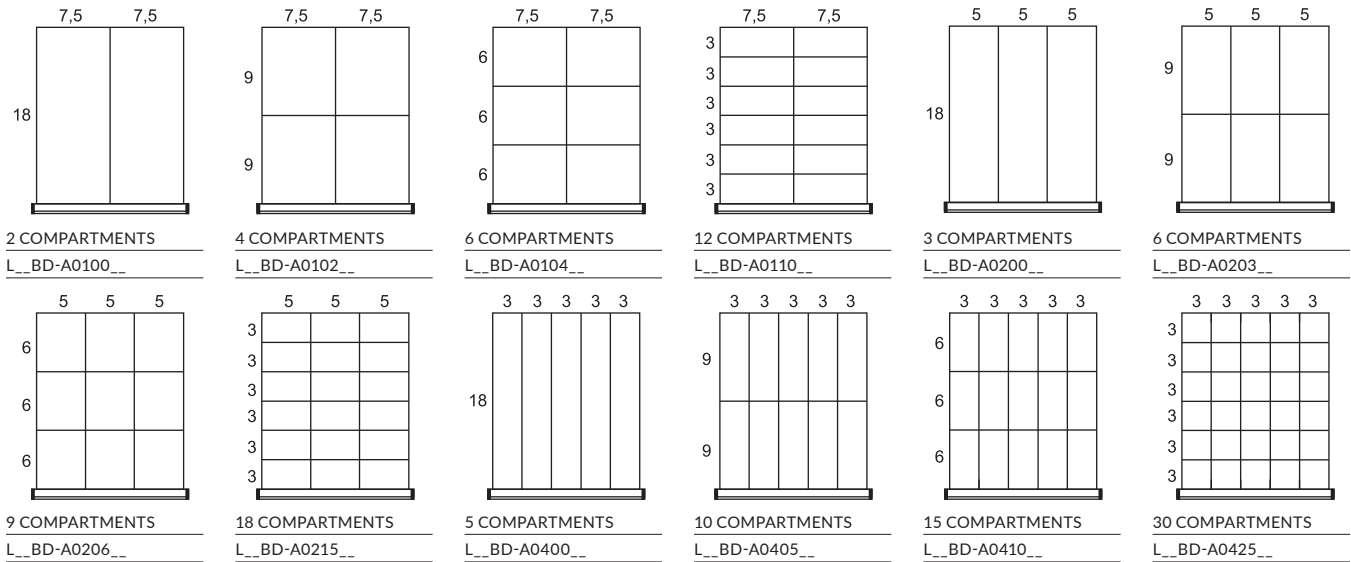 7,5 7,5
18
2 COMPARTMENTS
L__BD-A0100__
7,5 7,5
9
9
4 COMPARTMENTS
L__BD-A0102__
7,5 7,5
6
6
6
6 COMPARTMENTS
L__BD-A0104__
7,5 7,5
3
3
3
3
3
3
12 COMPARTMENTS
L__BD-A0110__
5 5 5
18
3 COMPARTMENTS
L__BD-A0200__
5 5 5
9
9
6 COMPARTMENTS
L__BD-A0203__
5 5 5
6
6
6
9 COMPARTMENTS
L__BD-A0206__
5 5 5
3
3
3
3
3
3
18 COMPARTMENTS
L__BD-A0215__
3 3 3 3 3
18
5 COMPARTMENTS
L__BD-A0400__
3 3 3 3 3
9
9
10 COMPARTMENTS
L__BD-A0405__
3 3 3 3 3
6
6
6
15 COMPARTMENTS
L__BD-A0410__
3 3 3 3 3
3
3
3
3
3
3
30 COMPARTMENTS
L__BD-A0425__